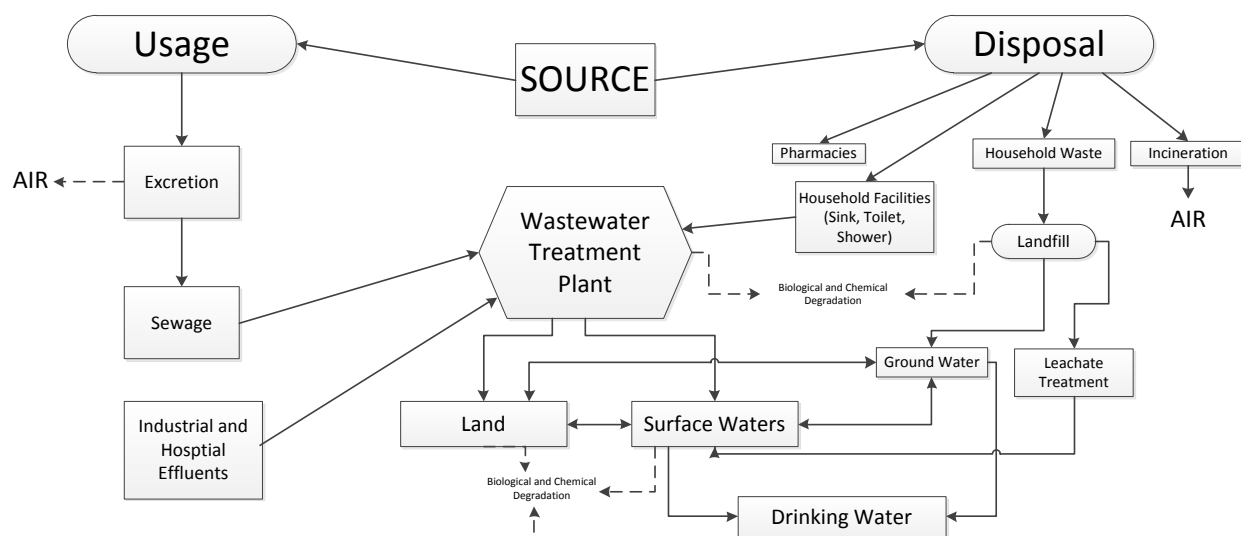 Usage
SOURCE
Disposal
Pharmacies
Household Waste
Incineration
AIR
Excretion
Household Facilities
(Sink, Toilet,
Shower)
AIR
Wastewater
Treatment
Plant
Landfill
Biological and Chemical
Degradation
Sewage
Ground Water
Leachate
Treatment
Industrial and
Hosptial
Effluents
Land
Surface Waters
Biological and Chemical
Degradation
Drinking Water